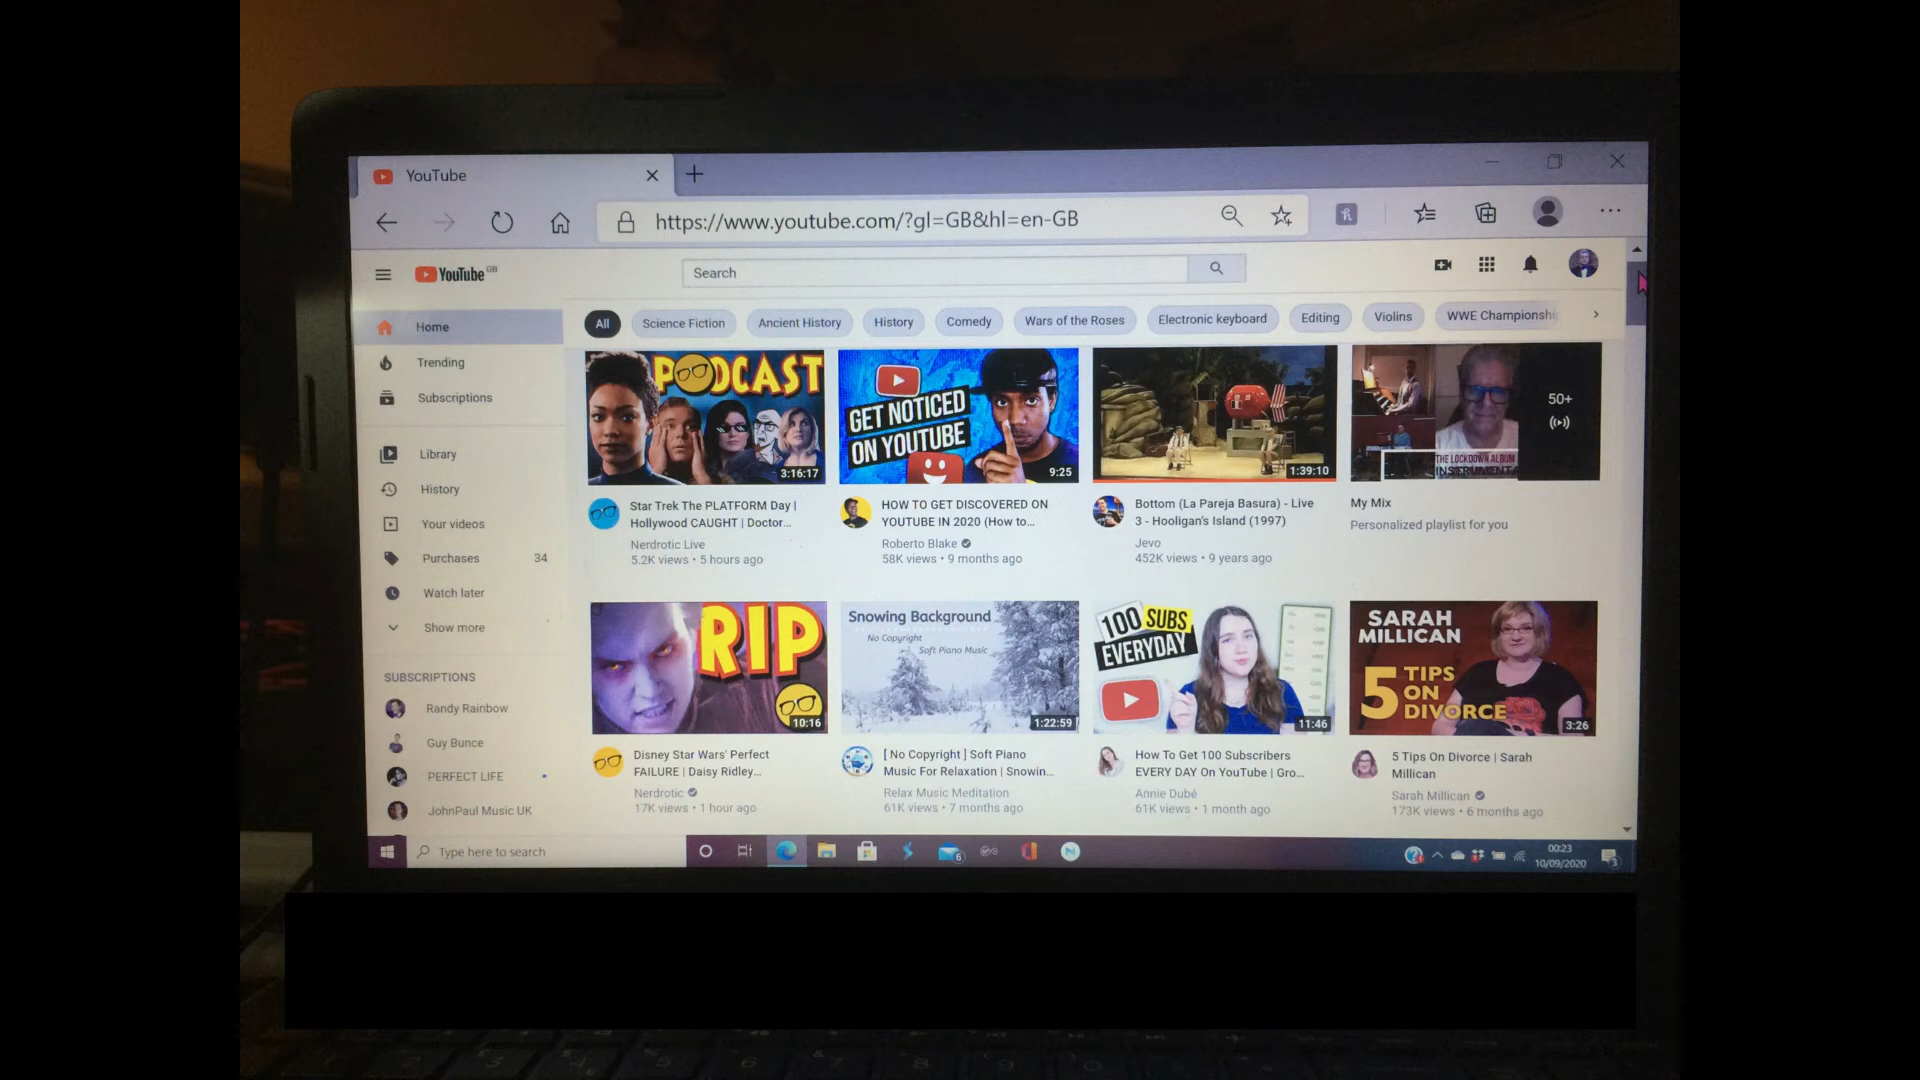 YouTube
https://www.youtube.com/?gl=GB&hl=en-GB
YouTube GB
Search
Home
Trending
Subscriptions
Library
History
Your videos
Purchases 34
Watch later
Show more
SUBSCRIPTIONS
Randy Rainbow
Guy Bunce
PERFECT LIFE
JohnPaul Music UK
All Science Fiction Ancient History History Comedy Wars of the Roses Electronic keyboard Editing Violins WWE Championshi
PODCAST
3:16:17
Star Trek The PLATFORM Day |
Hollywood CAUGHT | Doctor...
Nerdrotic Live
5.2K views • 5 hours ago
GET NOTICED
ON YOUTUBE
9:25
HOW TO GET DISCOVERED ON
YOUTUBE IN 2020 (How to...
Roberto Blake
58K views • 9 months ago
1:39:10
Bottom (La Pareja Basura) - Live
3 - Hooligan's Island (1997)
Jevo
452K views • 9 years ago
50+
THE LOCKDOWN ALBUM
My Mix
Personalized playlist for you
RIP
10:16
Disney Star Wars' Perfect
FAILURE | Daisy Ridley...
Nerdrotic
17K views • 1 hour ago
Snowing Background
No Copyright
Soft Piano Music
1:22:59
[ No Copyright ] Soft Piano
Music For Relaxation | Snowin...
Relax Music Meditation
61K views • 7 months ago
100 SUBS
EVERYDAY
11:46
How To Get 100 Subscribers
EVERY DAY On YouTube | Gro...
Annie Dubé
61K views • 1 month ago
SARAH
MILLICAN
5 TIPS
ON
DIVORCE
3:26
5 Tips On Divorce | Sarah
Millican
Sarah Millican
173K views • 6 months ago
Type here to search
6
00:23
10/09/2020
3